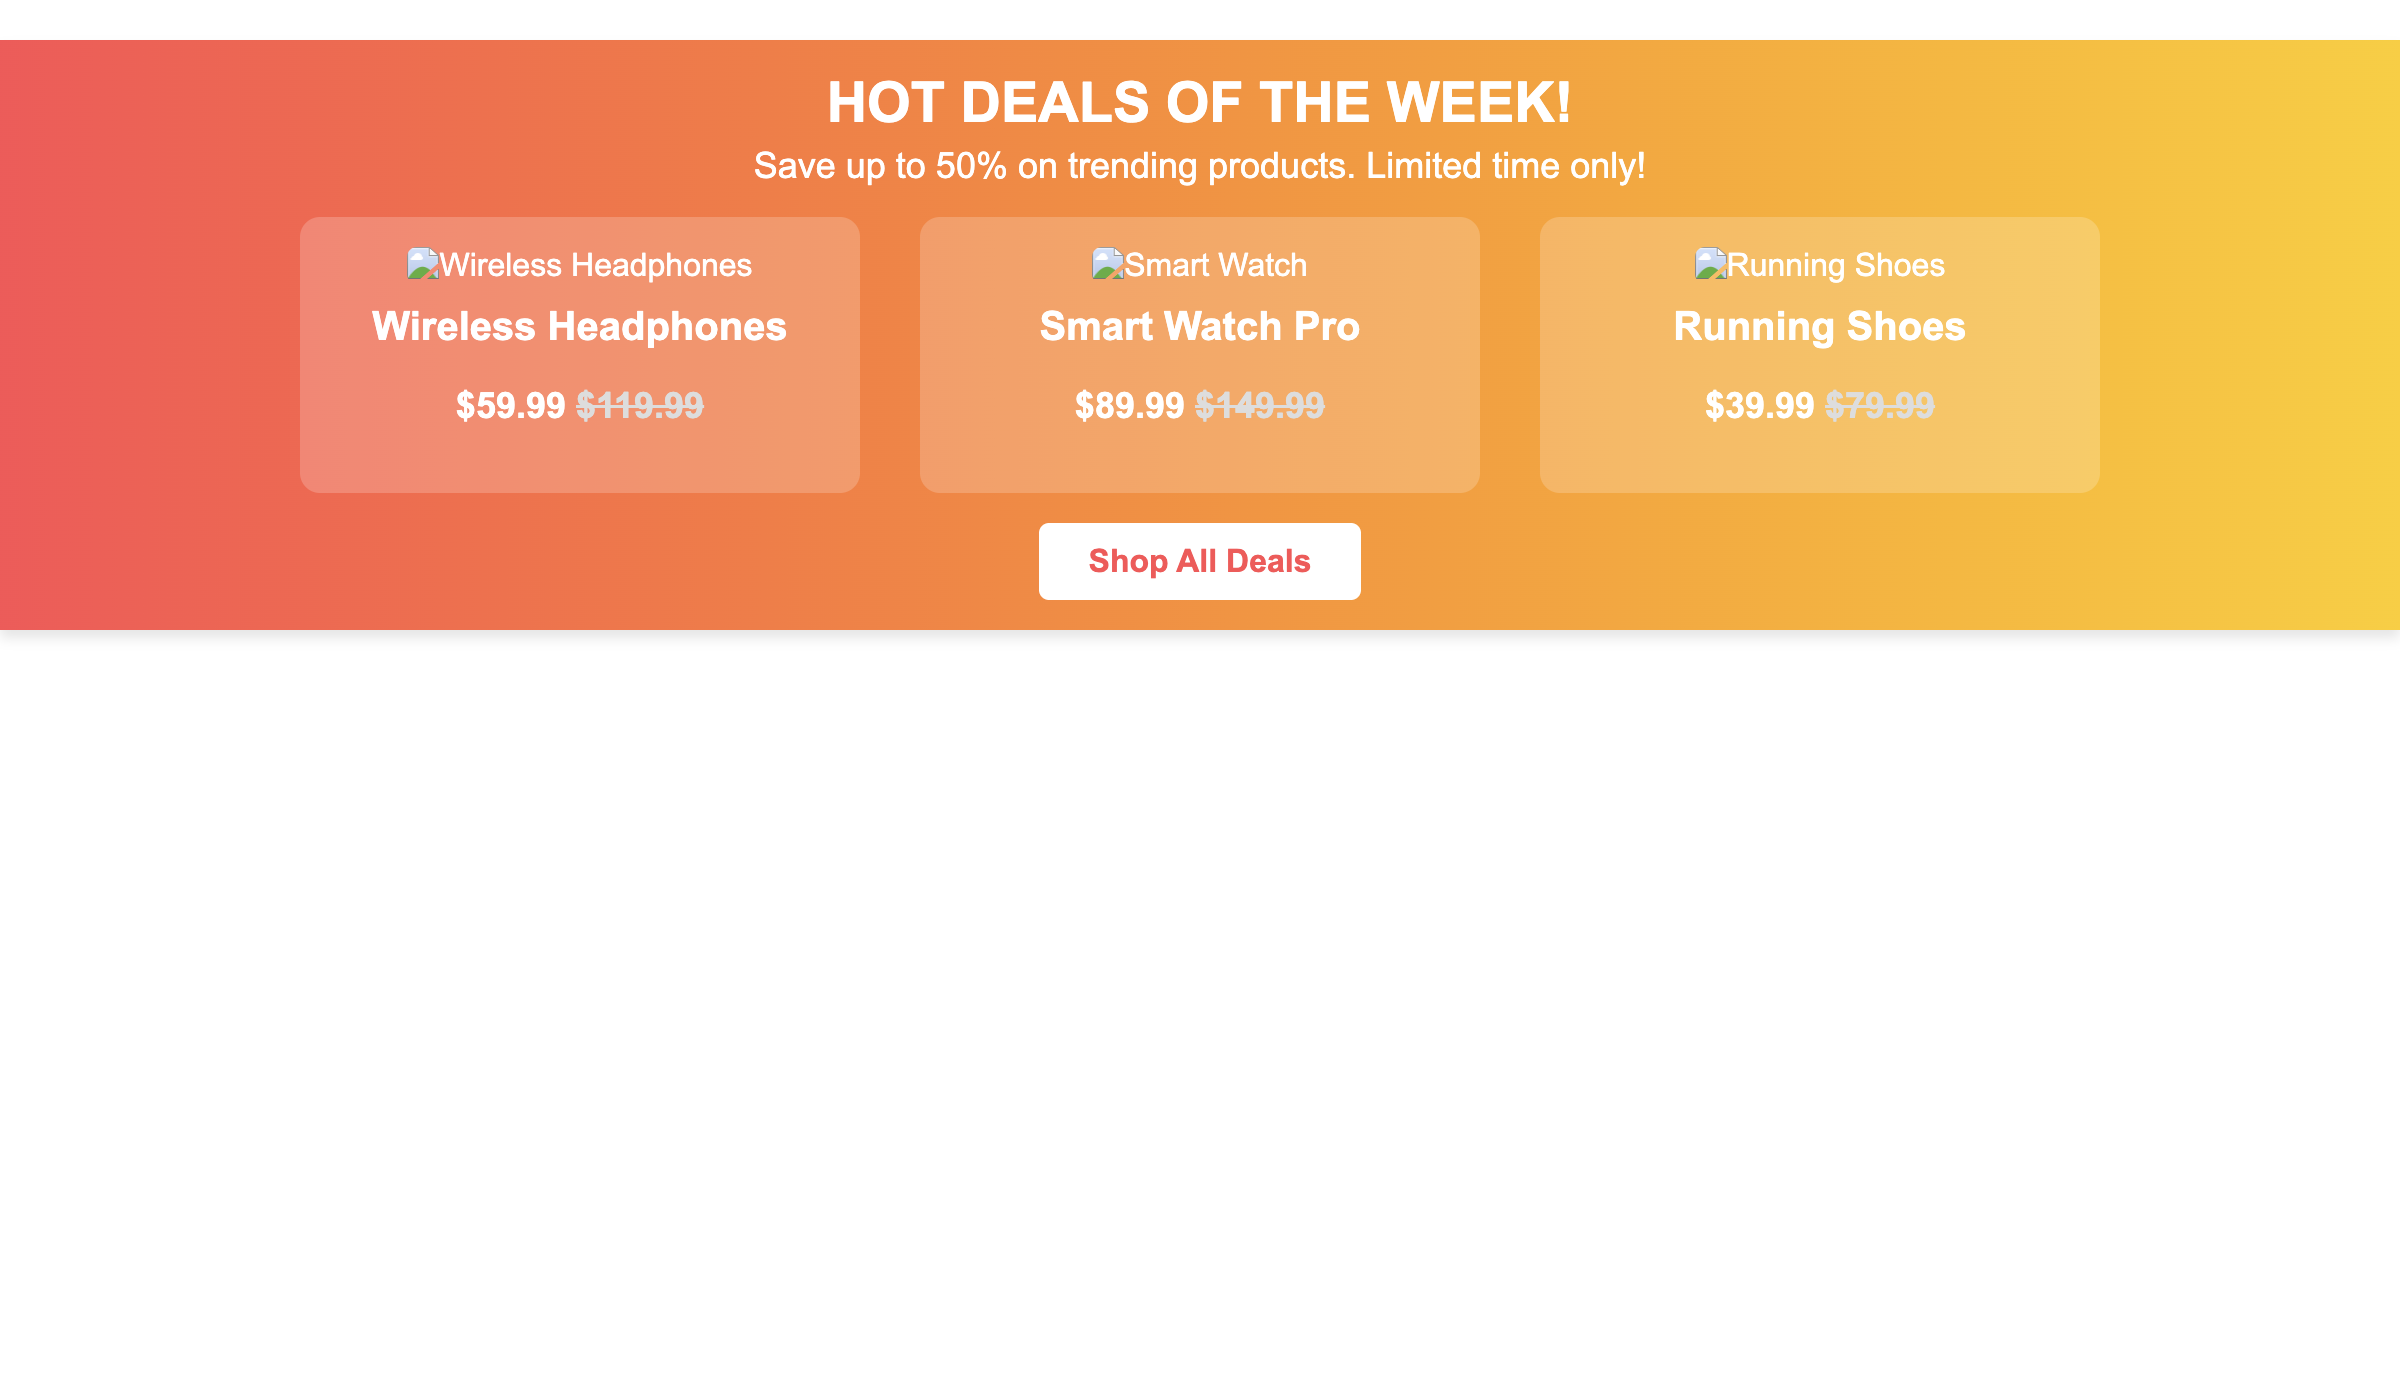 HOT DEALS OF THE WEEK!
Save up to 50% on trending products. Limited time only!
Wireless Headphones
Wireless Headphones
$59.99 $119.99
Smart Watch
Smart Watch Pro
$89.99 $149.99
Running Shoes
Running Shoes
$39.99 $79.99
Shop All Deals